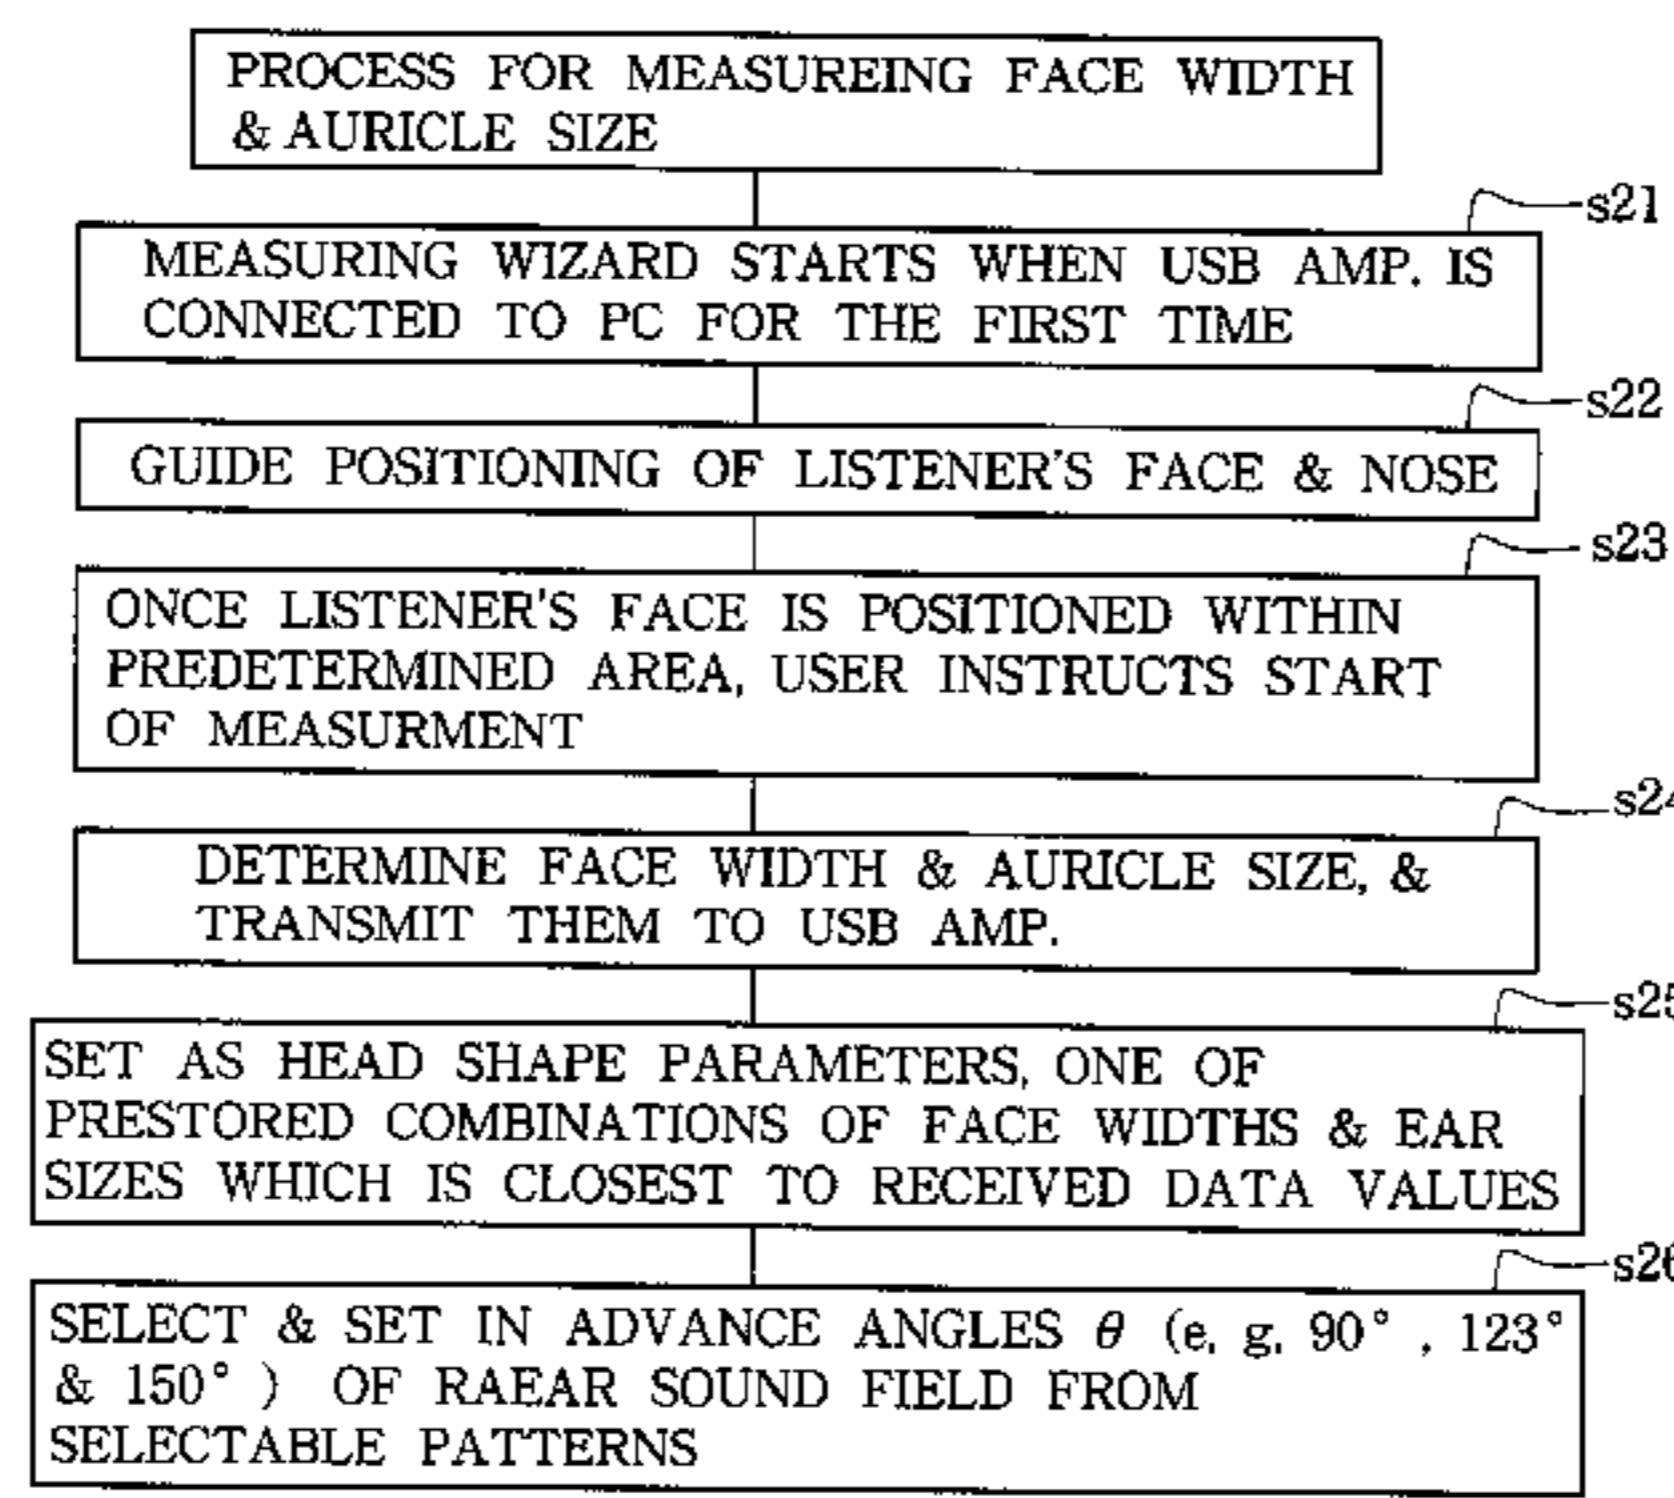 PROCESS FOR MEASUREING FACE WIDTH
& AURICLE SIZE
s21
MEASURING WIZARD STARTS WHEN USB AMP. IS
CONNECTED TO PC FOR THE FIRST TIME
s22
GUIDE POSITIONING OF LISTENER'S FACE & NOSE
s23
ONCE LISTENER'S FACE IS POSITIONED WITHIN
PREDETERMINED AREA, USER INSTRUCTS START
OF MEASURMENT
s24
DETERMINE FACE WIDTH & AURICLE SIZE, &
TRANSMIT THEM TO USB AMP.
s25
SET AS HEAD SHAPE PARAMETERS, ONE OF
PRESTORED COMBINATIONS OF FACE WIDTHS & EAR
SIZES WHICH IS CLOSEST TO RECEIVED DATA VALUES
s26
SELECT & SET IN ADVANCE ANGLES θ (e. g. 90° , 123°
& 150° ) OF RAEAR SOUND FIELD FROM
SELECTABLE PATTERNS